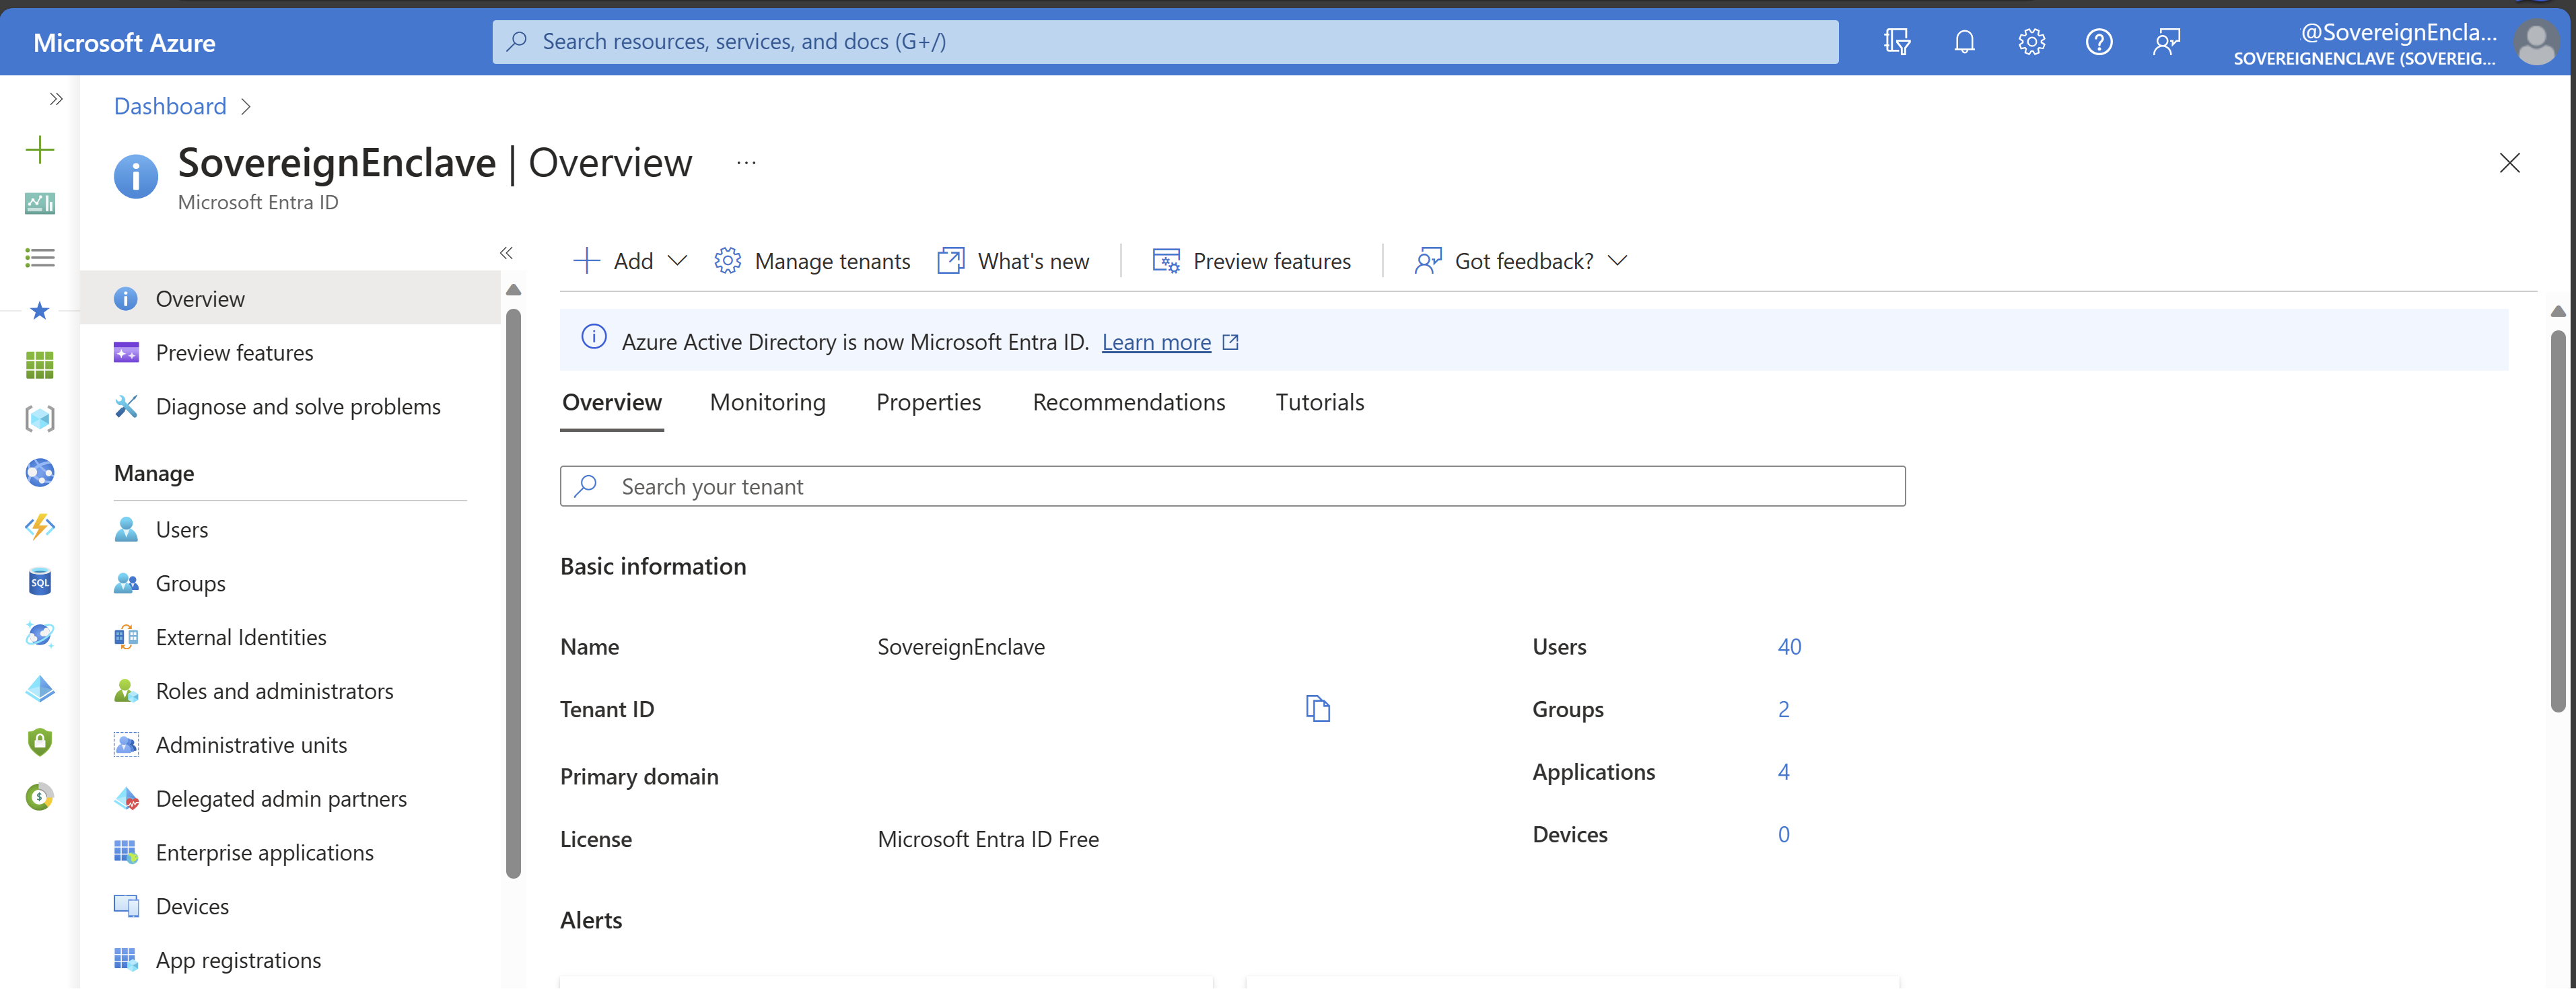 Microsoft Azure
Search resources, services, and docs (G+/)
@SovereignEncla...
SOVEREIGNENCLAVE (SOVEREIG...
Dashboard
SovereignEnclave | Overview
...
Microsoft Entra ID
Add
Manage tenants
What's new
Preview features
Got feedback?
Overview
Preview features
Diagnose and solve problems
Manage
Users
Groups
External Identities
Roles and administrators
Administrative units
Delegated admin partners
Enterprise applications
Devices
App registrations
SQL
Azure Active Directory is now Microsoft Entra ID. Learn more
Overview
Monitoring
Properties
Recommendations
Tutorials
Search your tenant
Basic information
Name SovereignEnclave
Tenant ID
Primary domain
License Microsoft Entra ID Free
Users 40
Groups 2
Applications 4
Devices 0
Alerts